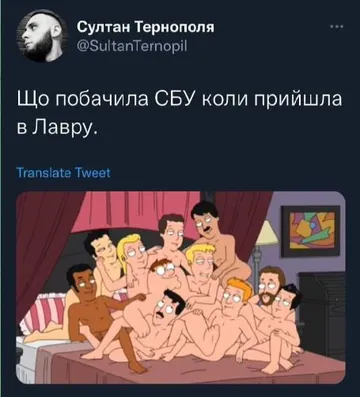 Султан Тернополя
@SultanTernopil
Що побачила СБУ коли прийшла
в Лавру.
Translate Tweet